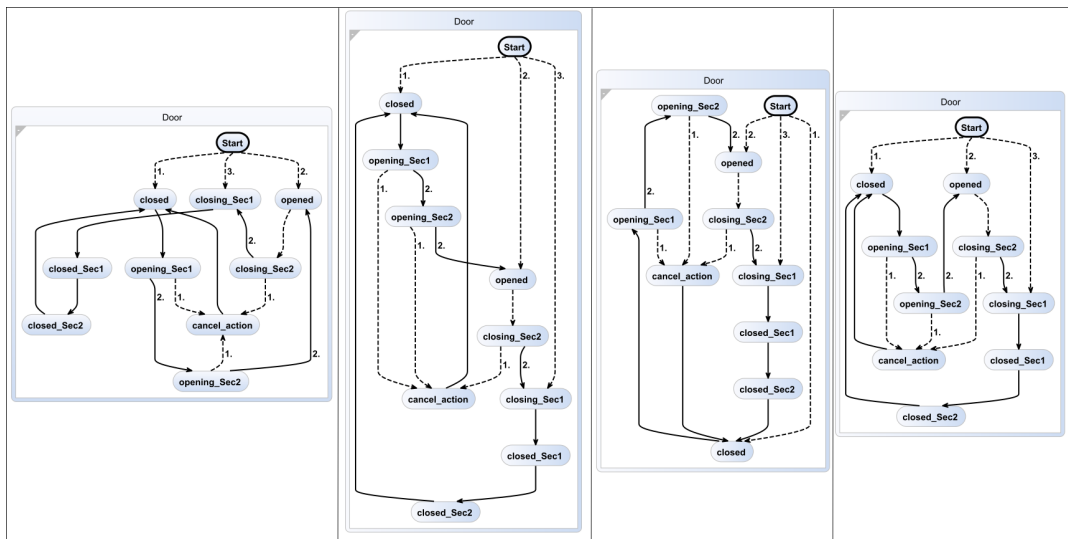 Door
Start
1.
3.
2.
closed
closing_Sec1
opened
2.
closed_Sec1
opening_Sec1
closing_Sec2
2.
1.
1.
closed_Sec2
cancel_action
1.
2.
opening_Sec2
Door
Start
1.
2.
3.
closed
opening_Sec1
1.
2.
opening_Sec2
1.
2.
opened
closing_Sec2
1.
2.
cancel_action
closing_Sec1
closed_Sec1
closed_Sec2
Door
opening_Sec2
Start
1.
2.
2.
3.
1.
opened
2.
opening_Sec1
closing_Sec2
1.
1.
2.
cancel_action
closing_Sec1
closed_Sec1
closed_Sec2
closed
Door
Start
1.
2.
3.
closed
opened
opening_Sec1
closing_Sec2
1.
2.
2.
1.
2.
opening_Sec2
closing_Sec1
1.
cancel_action
closed_Sec1
closed_Sec2